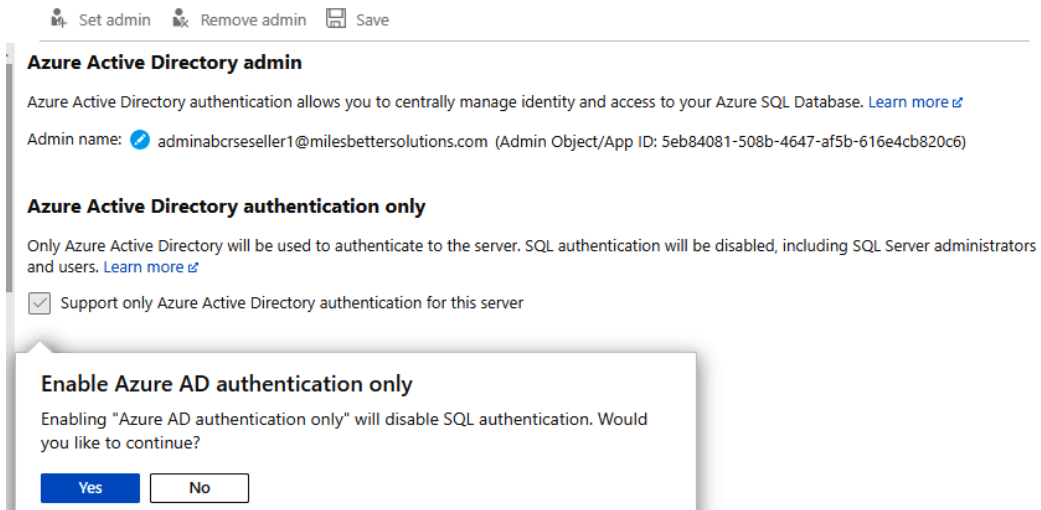 Set admin Remove admin Save
Azure Active Directory admin
Azure Active Directory authentication allows you to centrally manage identity and access to your Azure SQL Database. Learn more
Admin name: adminabcrseseller1@milesbettersolutions.com (Admin Object/App ID: 5eb84081-508b-4647-af5b-616e4cb820c6)
Azure Active Directory authentication only
Only Azure Active Directory will be used to authenticate to the server. SQL authentication will be disabled, including SQL Server administrators
and users. Learn more
Support only Azure Active Directory authentication for this server
Enable Azure AD authentication only
Enabling "Azure AD authentication only" will disable SQL authentication. Would
you like to continue?
Yes No